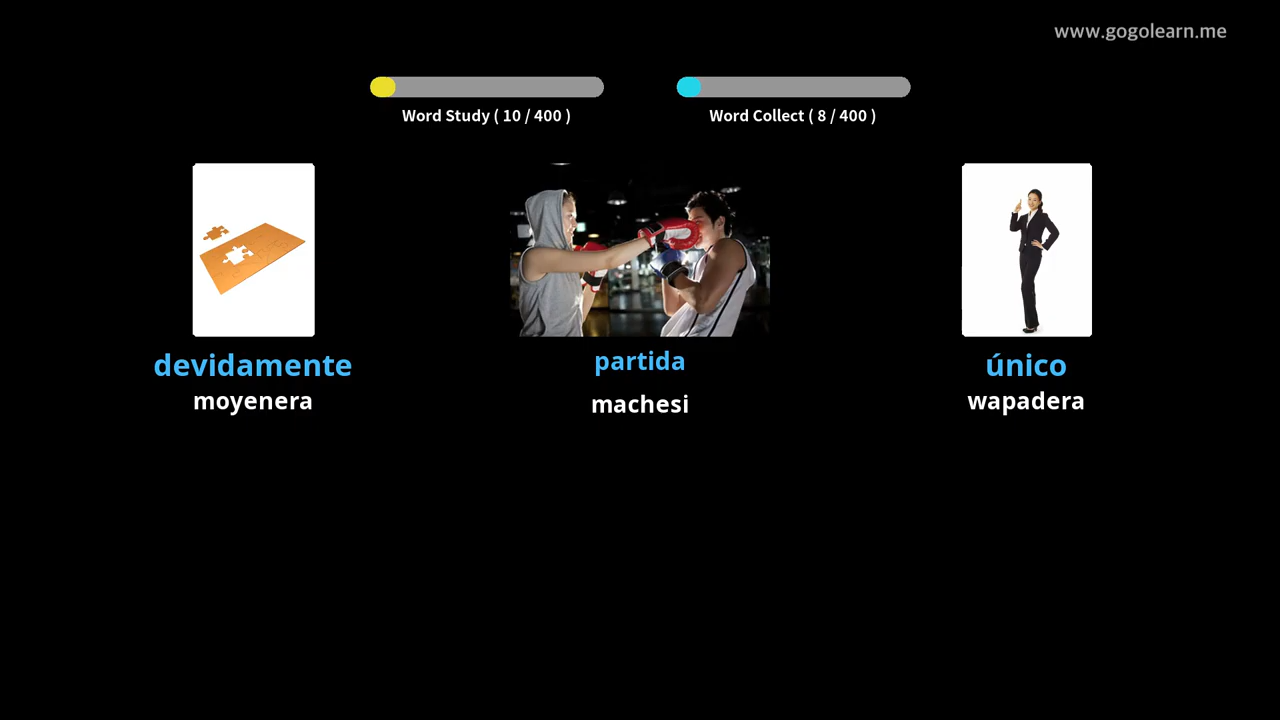 www.gogolearn.me
Word Study ( 10 / 400 )
Word Collect ( 8 / 400 )
devidamente
moyenera
partida
machesi
único
wapadera